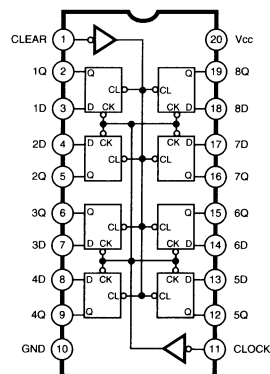 CLEAR 1 20 Vcc
1Q 2 Q Q 19 8Q
CL CL
1D 3 D CK CK D 18 8D
2D 4 D CK CK D 17 7D
CL CL
2Q 5 Q Q 16 7Q
3Q 6 Q Q 15 6Q
CL CL
3D 7 D CK CK D 14 6D
4D 8 D CK CK D 13 5D
CL CL
4Q 9 Q Q 12 5Q
GND 10 11 CLOCK